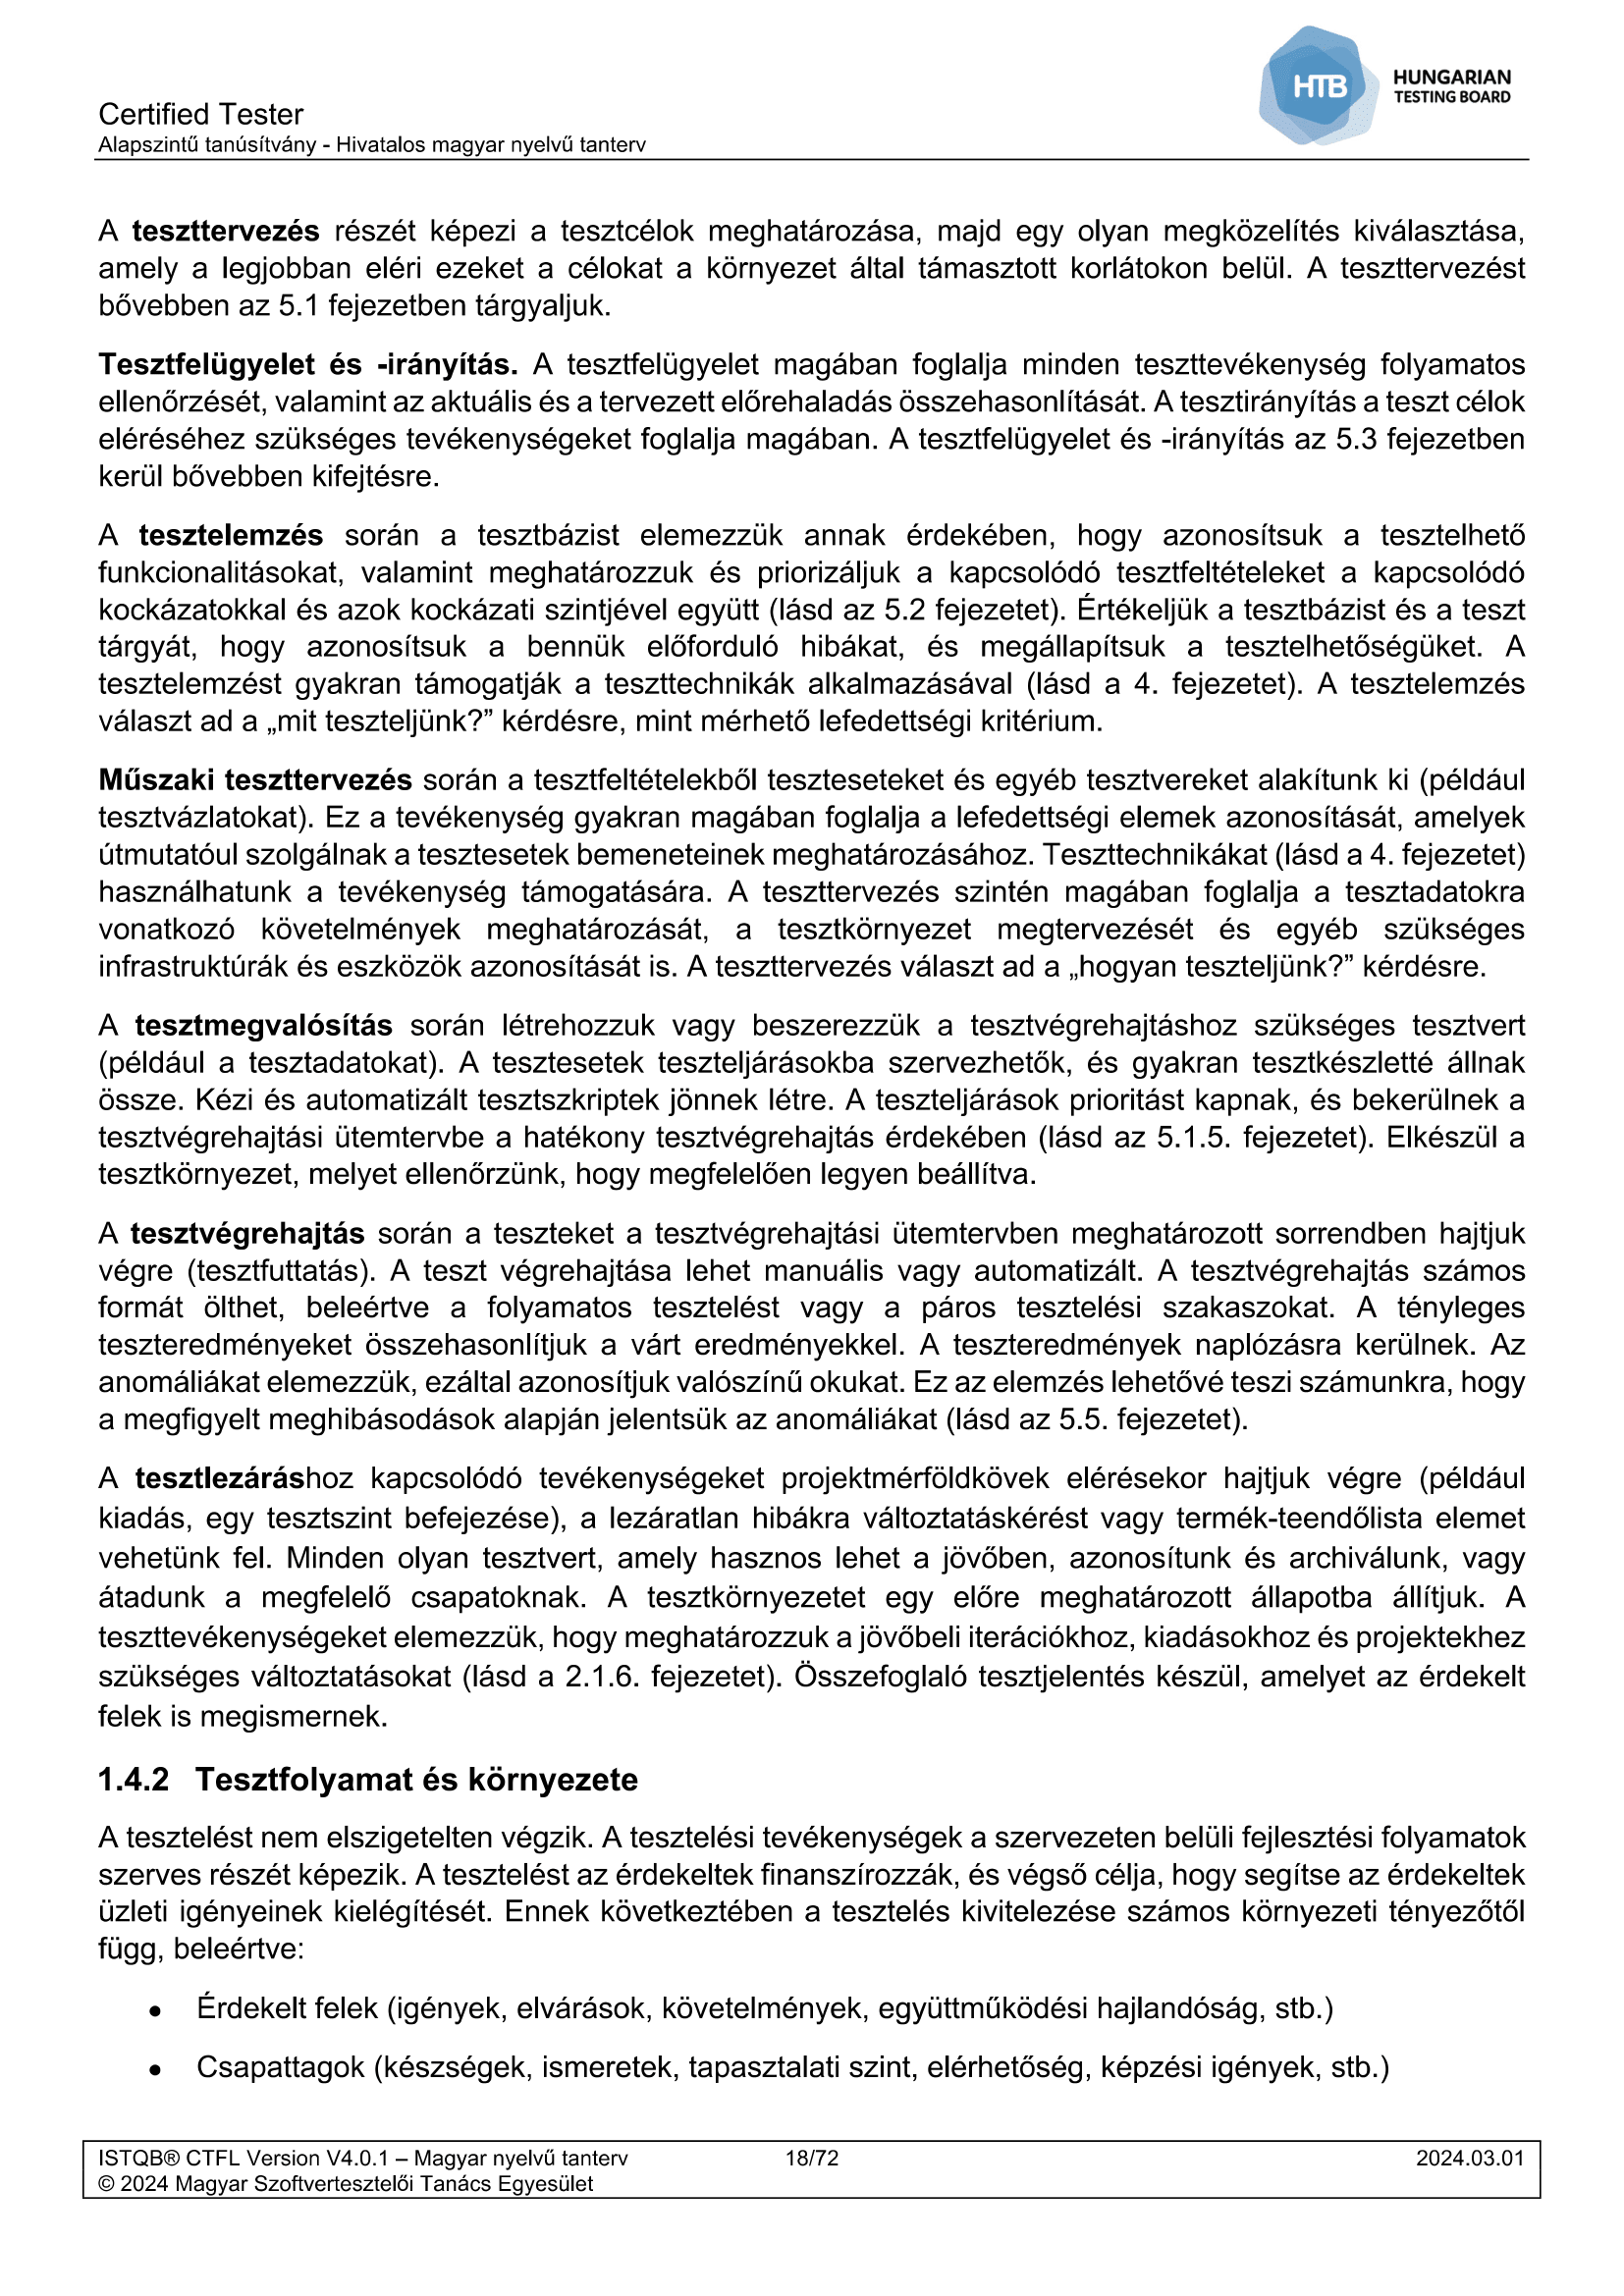 Certified Tester
Alapszintű tanúsítvány - Hivatalos magyar nyelvű tanterv
HTB
HUNGARIAN
TESTING BOARD
A teszttervezés részét képezi a tesztcélok meghatározása, majd egy olyan megközelítés kiválasztása,
amely a legjobban eléri ezeket a célokat a környezet által támasztott korlátokon belül. A teszttervezést
bővebben az 5.1 fejezetben tárgyaljuk.
Tesztfelügyelet és -irányítás. A tesztfelügyelet magában foglalja minden teszttevékenység folyamatos
ellenőrzését, valamint az aktuális és a tervezett előrehaladás összehasonlítását. A tesztirányítás a teszt célok
eléréséhez szükséges tevékenységeket foglalja magában. A tesztfelügyelet és -irányítás az 5.3 fejezetben
kerül bővebben kifejtésre.
A tesztelemzés során a tesztbázist elemezzük annak érdekében, hogy azonosítsuk a tesztelhető
funkcionalitásokat, valamint meghatározzuk és priorizáljuk a kapcsolódó tesztfeltételeket a kapcsolódó
kockázatokkal és azok kockázati szintjével együtt (lásd az 5.2 fejezetet). Értékeljük a tesztbázist és a teszt
tárgyát, hogy azonosítsuk a bennük előforduló hibákat, és megállapítsuk a tesztelhetőségüket. A
tesztelemzést gyakran támogatják a teszttechnikák alkalmazásával (lásd a 4. fejezetet). A tesztelemzés
választ ad a „mit teszteljünk?” kérdésre, mint mérhető lefedettségi kritérium.
Műszaki teszttervezés során a tesztfeltételekből teszteseteket és egyéb tesztvereket alakítunk ki (például
tesztvázlatokat). Ez a tevékenység gyakran magában foglalja a lefedettségi elemek azonosítását, amelyek
útmutatóul szolgálnak a tesztesetek bemeneteinek meghatározásához. Teszttechnikákat (lásd a 4. fejezetet)
használhatunk a tevékenység támogatására. A teszttervezés szintén magában foglalja a tesztadatokra
vonatkozó követelmények meghatározását, a tesztkörnyezet megtervezését és egyéb szükséges
infrastruktúrák és eszközök azonosítását is. A teszttervezés választ ad a „hogyan teszteljünk?” kérdésre.
A tesztmegvalósítás során létrehozzuk vagy beszerezzük a tesztvégrehajtáshoz szükséges tesztvert
(például a tesztadatokat). A tesztesetek teszteljárásokba szervezhetők, és gyakran tesztkészletté állnak
össze. Kézi és automatizált tesztszkriptek jönnek létre. A teszteljárások prioritást kapnak, és bekerülnek a
tesztvégrehajtási ütemtervbe a hatékony tesztvégrehajtás érdekében (lásd az 5.1.5. fejezetet). Elkészül a
tesztkörnyezet, melyet ellenőrzünk, hogy megfelelően legyen beállítva.
A tesztvégrehajtás során a teszteket a tesztvégrehajtási ütemtervben meghatározott sorrendben hajtjuk
végre (tesztfuttatás). A teszt végrehajtása lehet manuális vagy automatizált. A tesztvégrehajtás számos
formát ölthet, beleértve a folyamatos tesztelést vagy a páros tesztelési szakaszokat. A tényleges
teszteredményeket összehasonlítjuk a várt eredményekkel. A teszteredmények naplózásra kerülnek. Az
anomáliákat elemezzük, ezáltal azonosítjuk valószínű okukat. Ez az elemzés lehetővé teszi számunkra, hogy
a megfigyelt meghibásodások alapján jelentsük az anomáliákat (lásd az 5.5. fejezetet).
A tesztlezáráshoz kapcsolódó tevékenységeket projektmérföldkövek elérésekor hajtjuk végre (például
kiadás, egy tesztszint befejezése), a lezáratlan hibákra változtatáskérést vagy termék-teendőlista elemet
vehetünk fel. Minden olyan tesztvert, amely hasznos lehet a jövőben, azonosítunk és archiválunk, vagy
átadunk a megfelelő csapatoknak. A tesztkörnyezetet egy előre meghatározott állapotba állítjuk. A
teszttevékenységeket elemezzük, hogy meghatározzuk a jövőbeli iterációkhoz, kiadásokhoz és projektekhez
szükséges változtatásokat (lásd a 2.1.6. fejezetet). Összefoglaló tesztjelentés készül, amelyet az érdekelt
felek is megismernek.
1.4.2 Tesztfolyamat és környezete
A tesztelést nem elszigetelten végzik. A tesztelési tevékenységek a szervezeten belüli fejlesztési folyamatok
szerves részét képezik. A tesztelést az érdekeltek finanszírozzák, és végső célja, hogy segítse az érdekeltek
üzleti igényeinek kielégítését. Ennek következtében a tesztelés kivitelezése számos környezeti tényezőtől
függ, beleértve:
• Érdekelt felek (igények, elvárások, követelmények, együttműködési hajlandóság, stb.)
• Csapattagok (készségek, ismeretek, tapasztalati szint, elérhetőség, képzési igények, stb.)
ISTQB® CTFL Version V4.0.1 – Magyar nyelvű tanterv 18/72 2024.03.01
© 2024 Magyar Szoftvertesztelői Tanács Egyesület